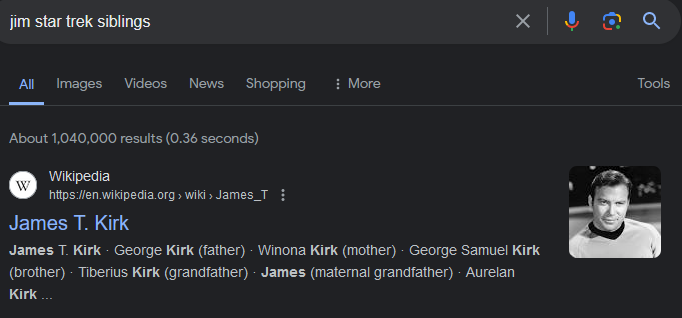 jim star trek siblings
All Images Videos News Shopping More Tools
About 1,040,000 results (0.36 seconds)
W Wikipedia
https://en.wikipedia.org › wiki › James_T
James T. Kirk
James T. Kirk · George Kirk (father) · Winona Kirk (mother) · George Samuel Kirk
(brother) · Tiberius Kirk (grandfather) · James (maternal grandfather) · Aurelan
Kirk ...